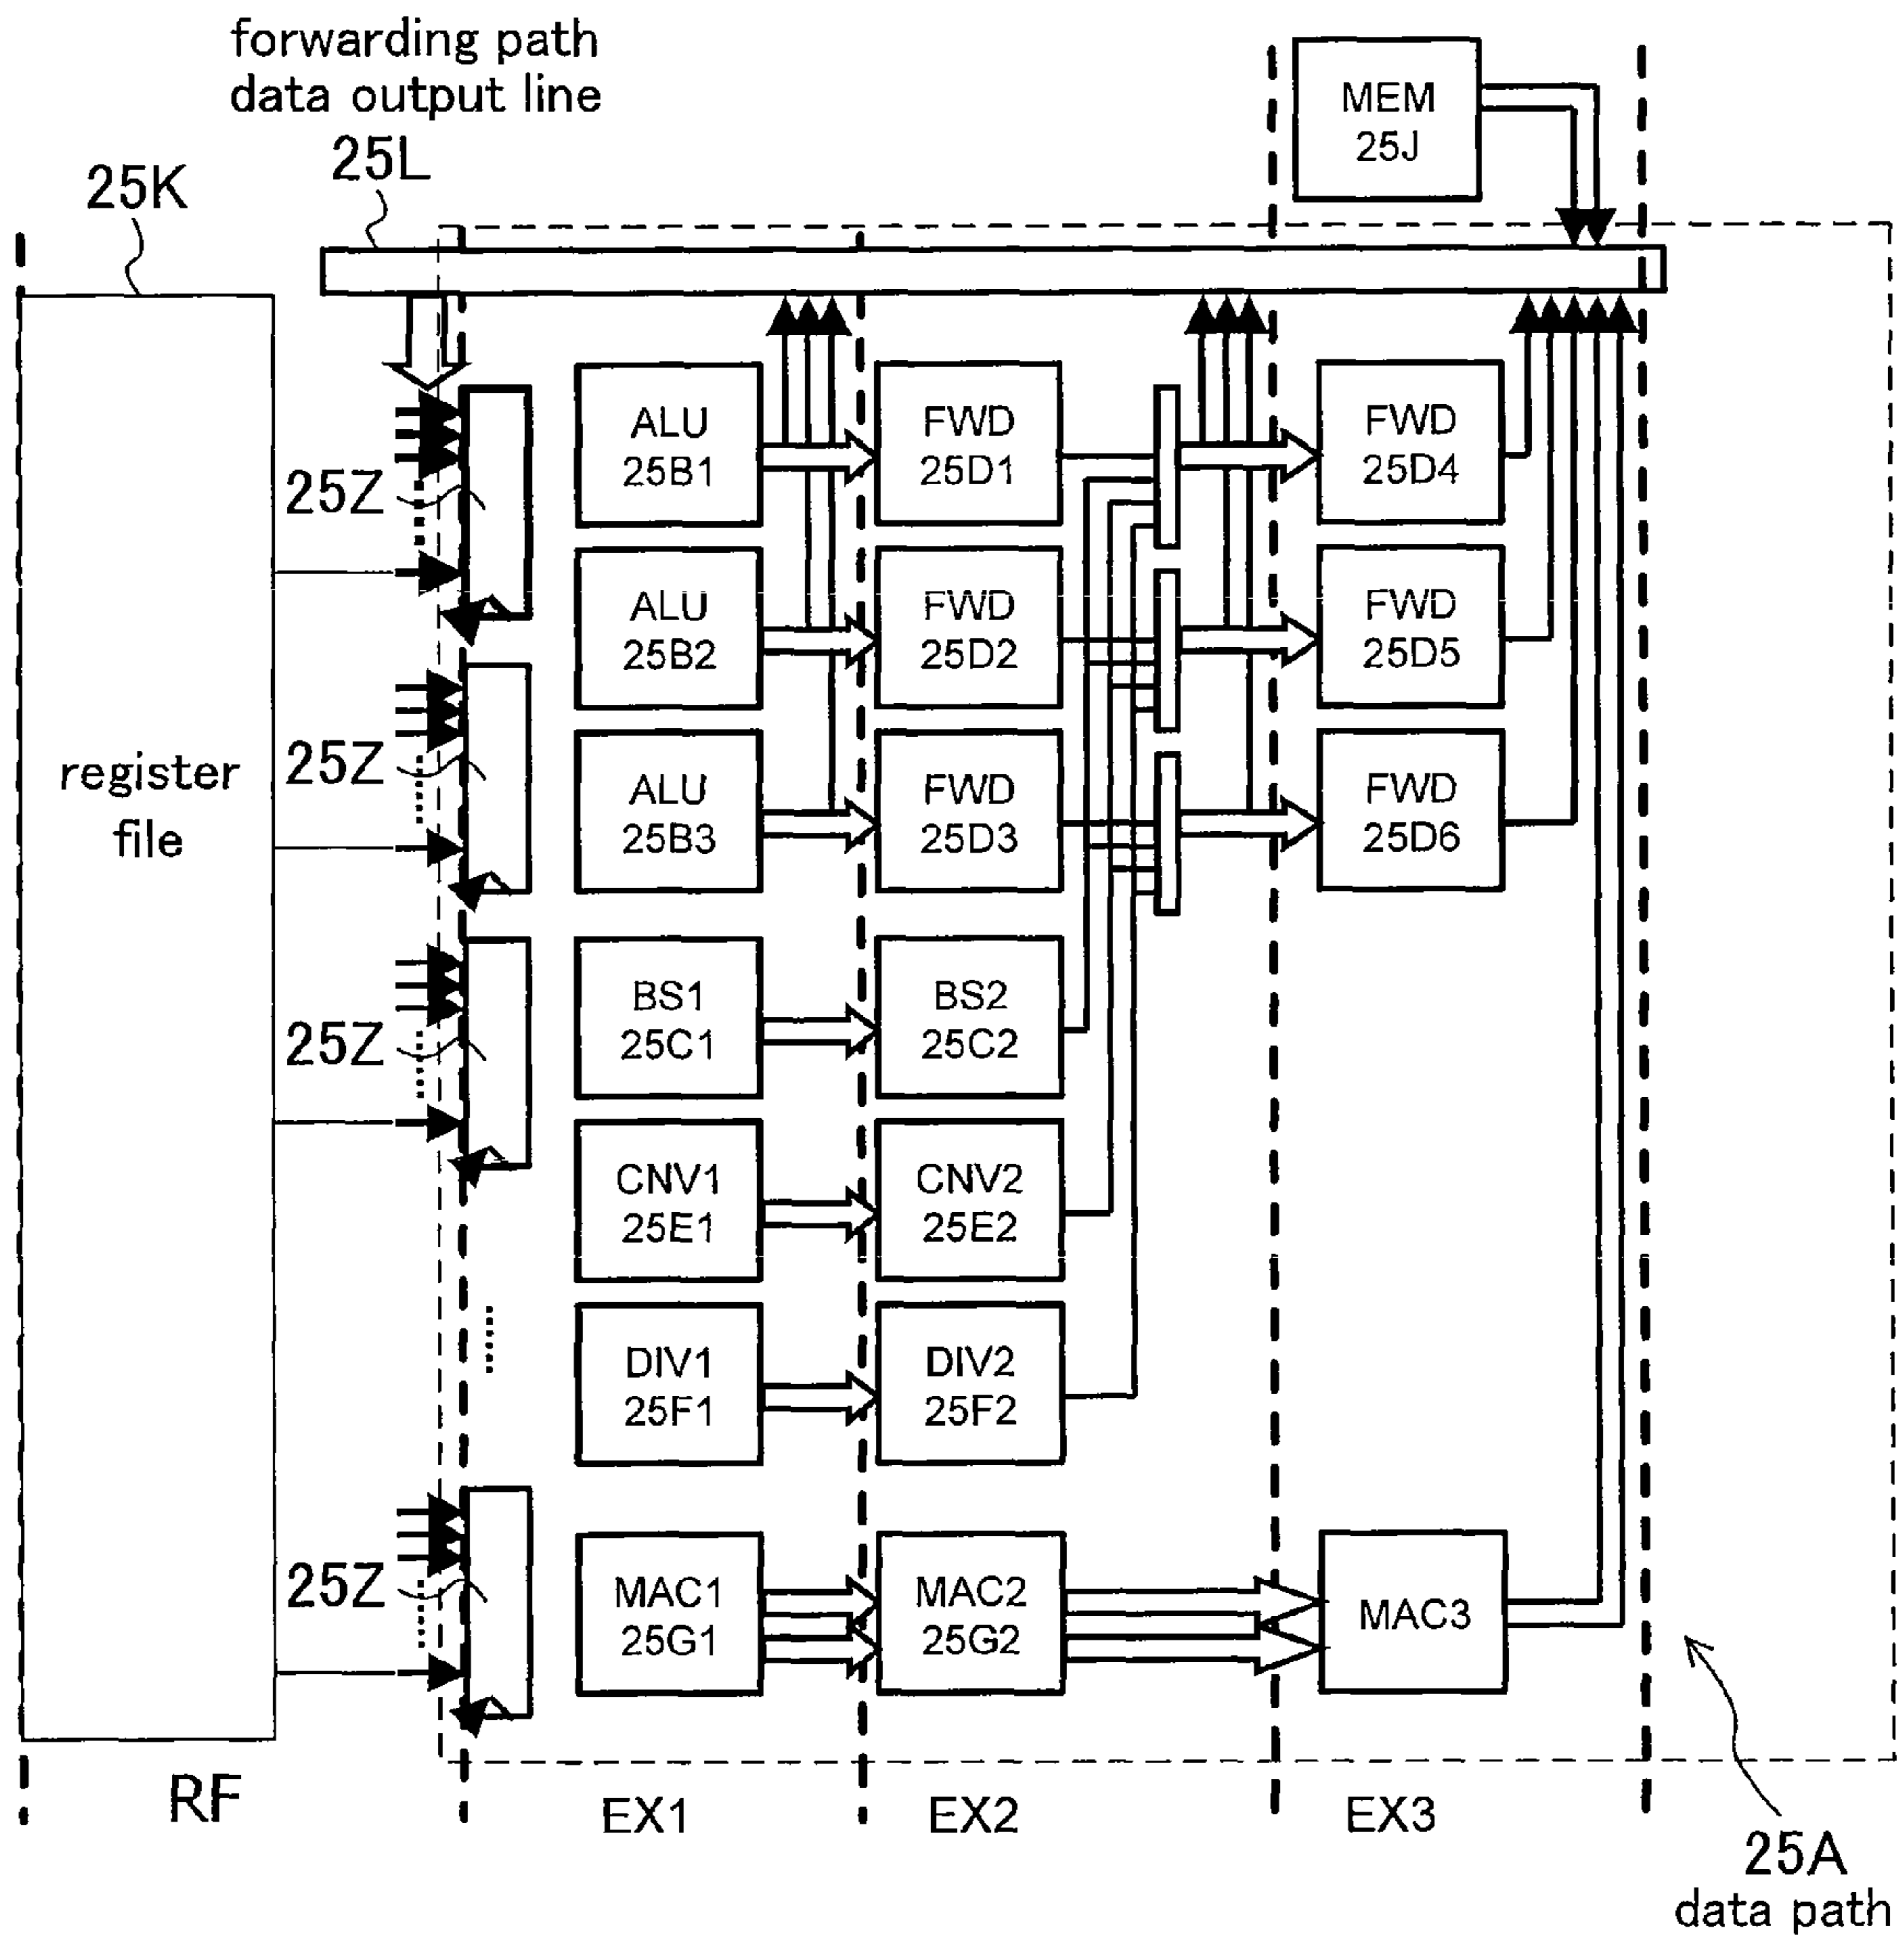 forwarding path
data output line
25L
25K
MEM
25J
ALU
25B1
FWD
25D1
FWD
25D4
25Z
ALU
25B2
FWD
25D2
FWD
25D5
register
file
25Z
ALU
25B3
FWD
25D3
FWD
25D6
25Z
BS1
25C1
BS2
25C2
CNV1
25E1
CNV2
25E2
DIV1
25F1
DIV2
25F2
25Z
MAC1
25G1
MAC2
25G2
MAC3
RF
EX1
EX2
EX3
25A
data path